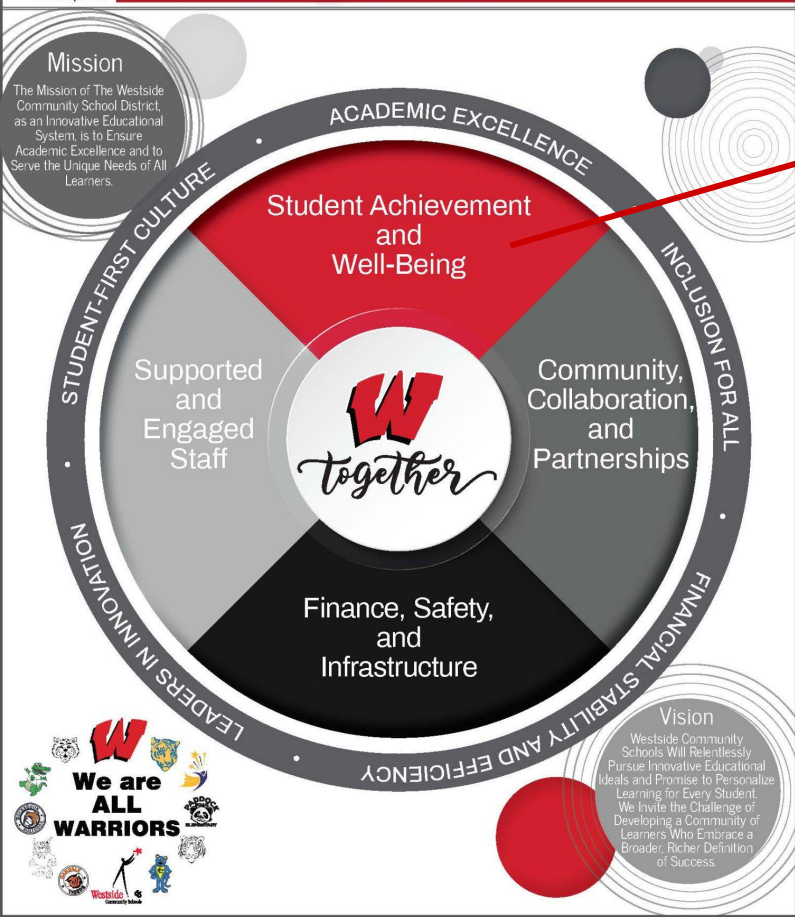 Mission
The Mission of The Westside
Community School District,
as an Innovative Educational
System, is to Ensure
Academic Excellence and to
Serve the Unique Needs of All
Learners.
ACADEMIC EXCELLENCE
INCLUSION FOR ALL
FINANCIAL STABILITY AND EFFICIENCY
LEADERS IN INNOVATION
STUDENT-FIRST CULTURE
Student Achievement
and
Well-Being
Supported
and
Engaged
Staff
Community,
Collaboration,
and
Partnerships
W
together
Finance, Safety,
and
Infrastructure
W
We are
ALL
WARRIORS
PADDOCK
Westside
Community Schools
Vision
Westside Community
Schools Will Relentlessly
Pursue Innovative Educational
Ideals and Promise to Personalize
Learning for Every Student.
We Invite the Challenge of
Developing a Community of
Learners Who Embrace a
Broader, Richer Definition
of Success.